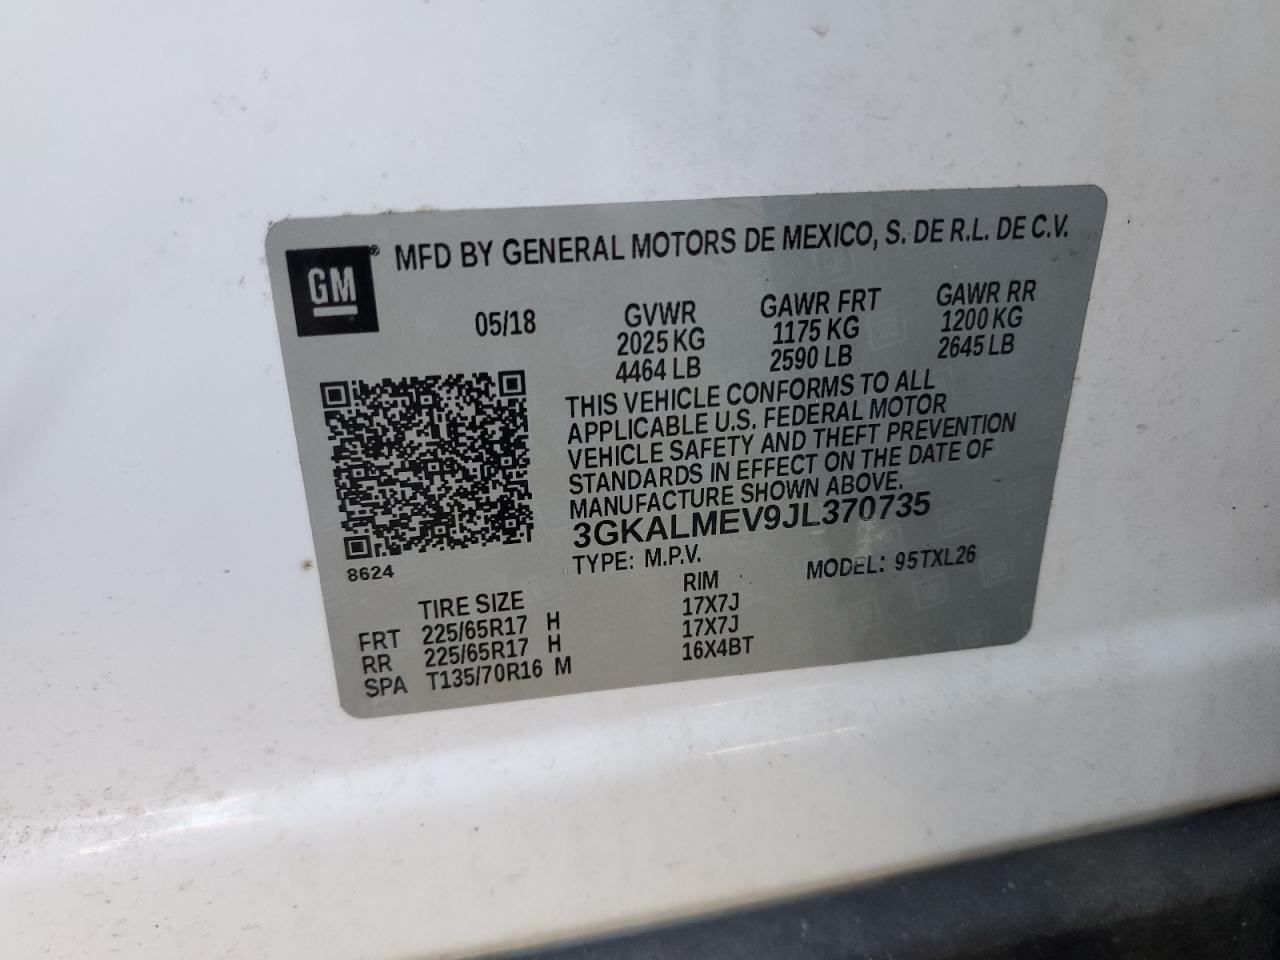 GM® MFD BY GENERAL MOTORS DE MEXICO, S. DE R.L. DE C.V.
05/18 GVWR GAWR FRT GAWR RR
2025 KG 1175 KG 1200 KG
4464 LB 2590 LB 2645 LB
THIS VEHICLE CONFORMS TO ALL
APPLICABLE U.S. FEDERAL MOTOR
VEHICLE SAFETY AND THEFT PREVENTION
STANDARDS IN EFFECT ON THE DATE OF
MANUFACTURE SHOWN ABOVE.
3GKALMEV9JL370735
8624 TYPE: M.P.V. MODEL: 95TXL26
TIRE SIZE RIM
FRT 225/65R17 H 17X7J
RR 225/65R17 H 17X7J
SPA T135/70R16 M 16X4BT